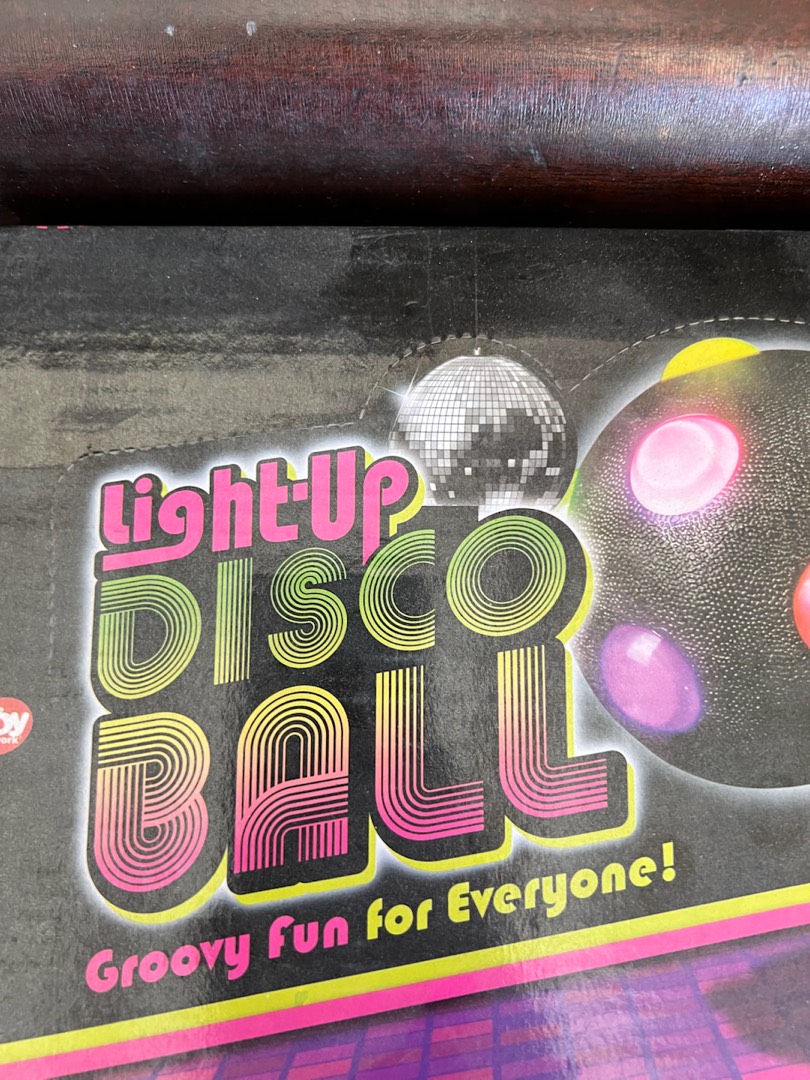 Light-Up
DISCO
BALL
Groovy Fun for Everyone!